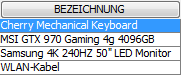 BEZEICHNUNG
Cherry Mechanical Keyboard
MSI GTX 970 Gaming 4g 4096GB
Samsung 4K 240HZ 50" LED Monitor
WLAN-Kabel